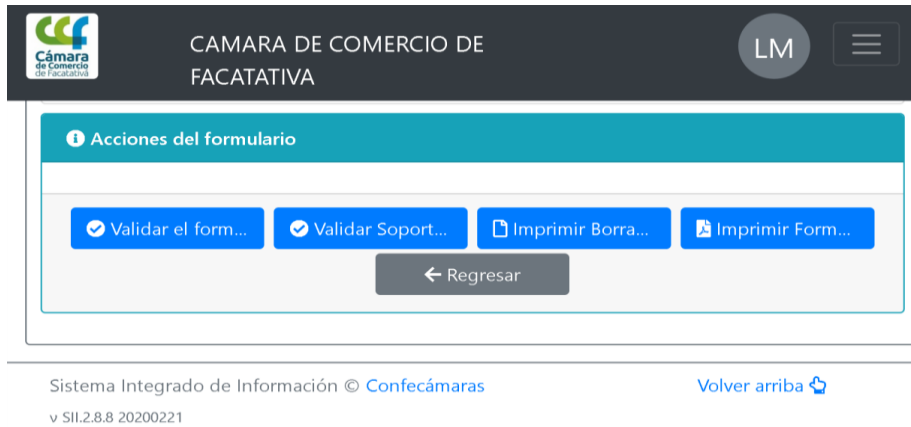 ccf
Cámara
de Comercio
de Facatativá
CAMARA DE COMERCIO DE
FACATATIVA
LM
Acciones del formulario
Validar el form...
Validar Soport...
Imprimir Borra...
Imprimir Form...
Regresar
Sistema Integrado de Información © Confecámaras
Volver arriba
v SII.2.8.8 20200221